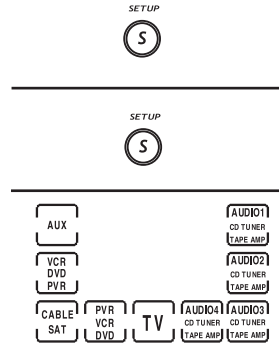 SETUP
S
SETUP
S
AUX
AUDIO1
CD TUNER
TAPE AMP
VCR
DVD
PVR
AUDIO2
CD TUNER
TAPE AMP
CABLE
SAT
PVR
VCR
DVD
TV
AUDIO4
CD TUNER
TAPE AMP
AUDIO3
CD TUNER
TAPE AMP